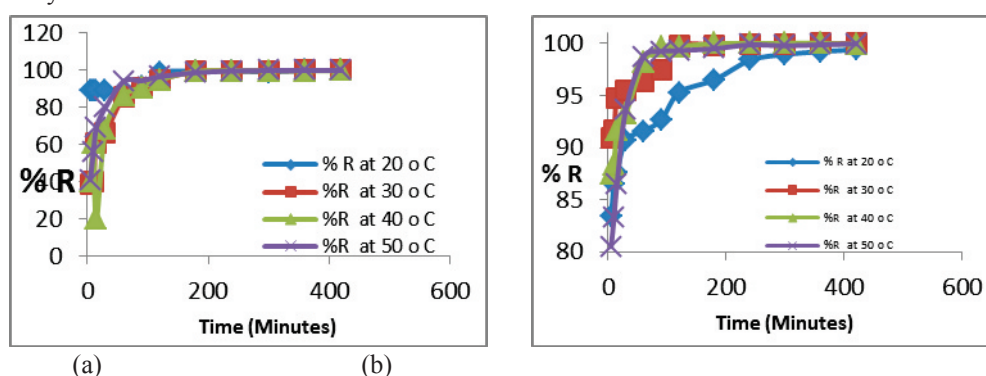 120
100
80
60
40
20
0
% R
% R at 20 o C
%R at 30 o C
%R at 40 o C
%R at 50 o C
0 200 400 600
Time (Minutes)
100
95
90
85
80
% R
% R at 20 o C
%R at 30 o C
%R at 40 o C
%R at 50 o C
0 200 400 600
Time (Minutes)
(a) (b)